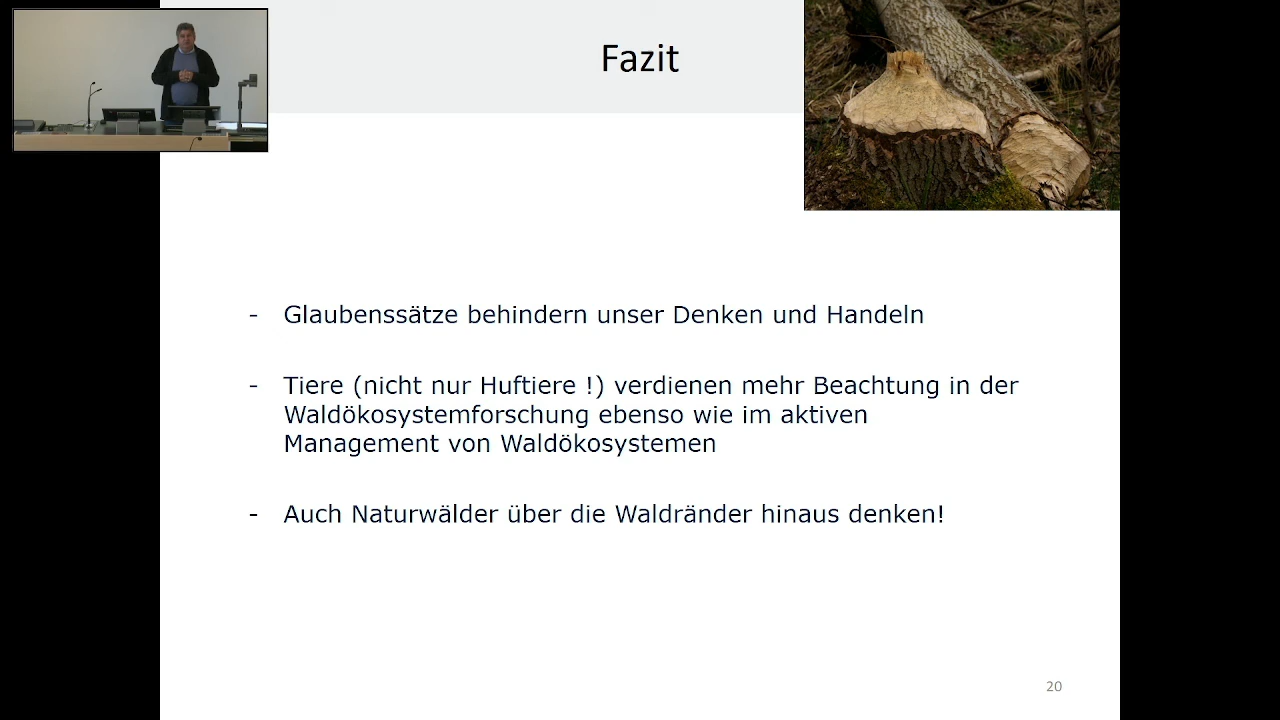 Fazit
- Glaubenssätze behindern unser Denken und Handeln
- Tiere (nicht nur Huftiere !) verdienen mehr Beachtung in der
Waldökosystemforschung ebenso wie im aktiven
Management von Waldökosystemen
- Auch Naturwälder über die Waldränder hinaus denken!
20